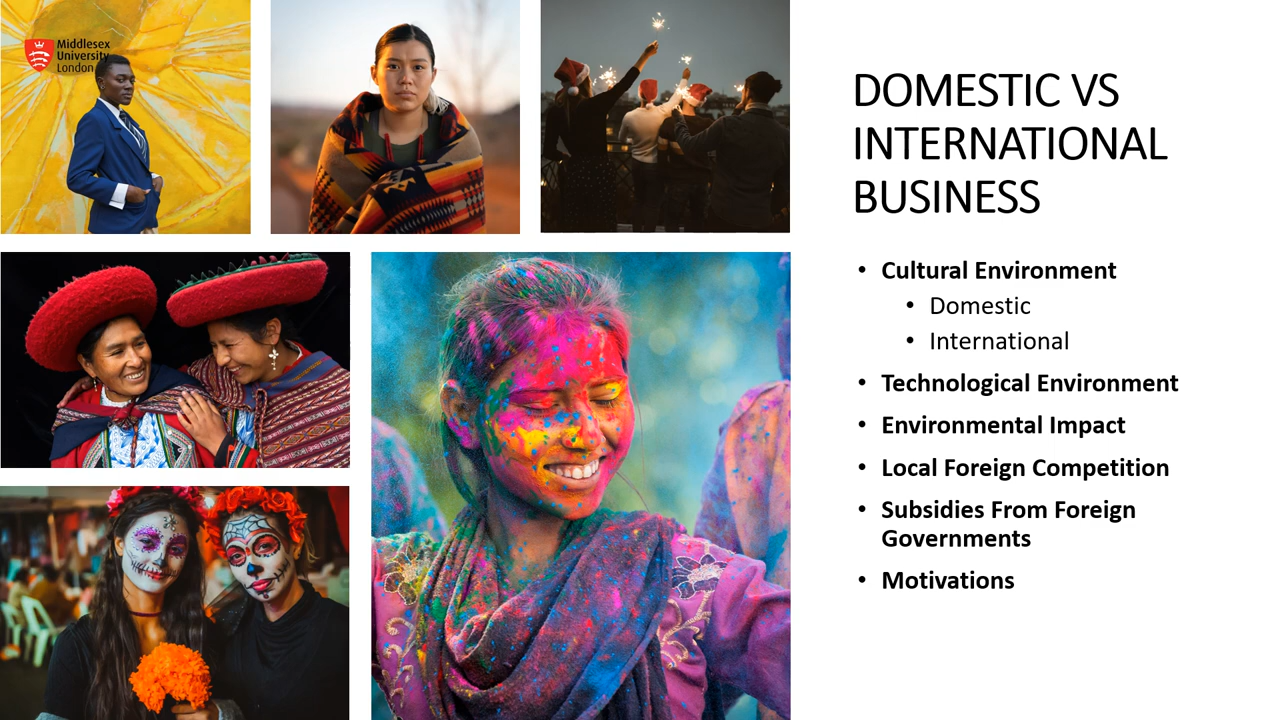 Middlesex
University
London
DOMESTIC VS
INTERNATIONAL
BUSINESS
• Cultural Environment
• Domestic
• International
• Technological Environment
• Environmental Impact
• Local Foreign Competition
• Subsidies From Foreign
Governments
• Motivations